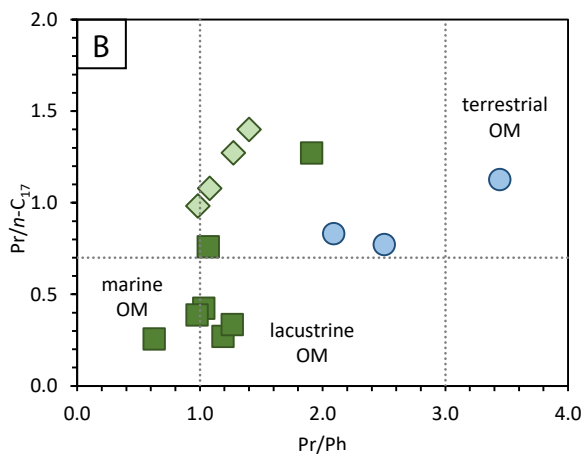 2.0
B
terrestrial
OM
1.5
Pr/n-C17
1.0
marine
OM
lacustrine
OM
0.5
0.0
0.0 1.0 2.0 3.0 4.0
Pr/Ph